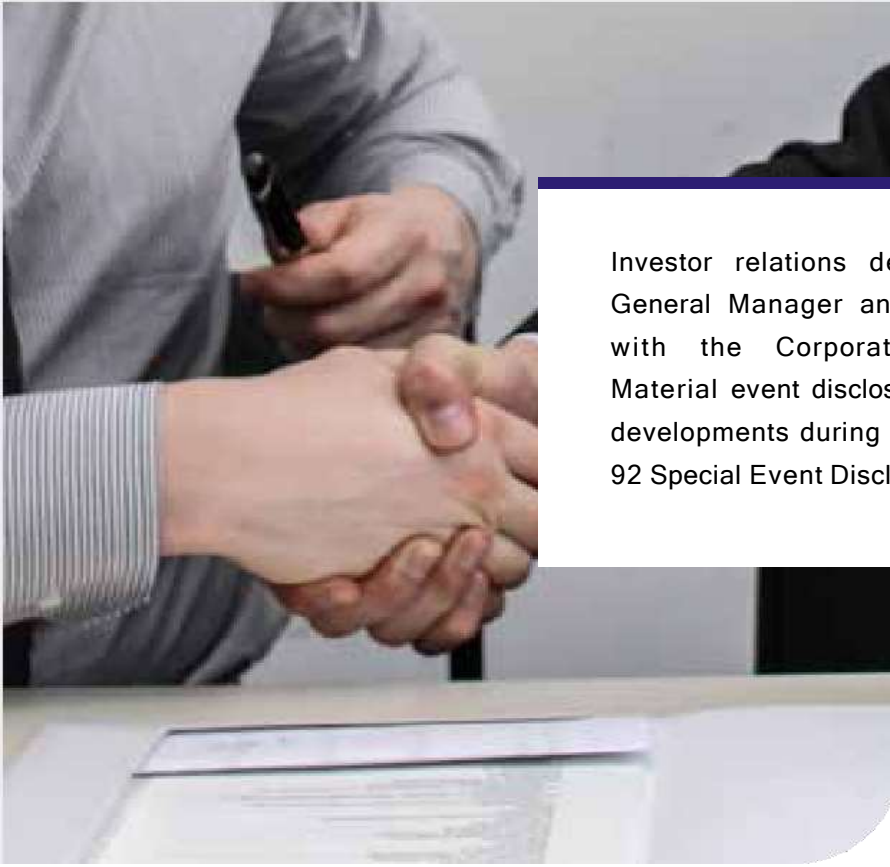 Investor relations de
General Manager an
with the Corporat
Material event disclos
developments during
92 Special Event Discl